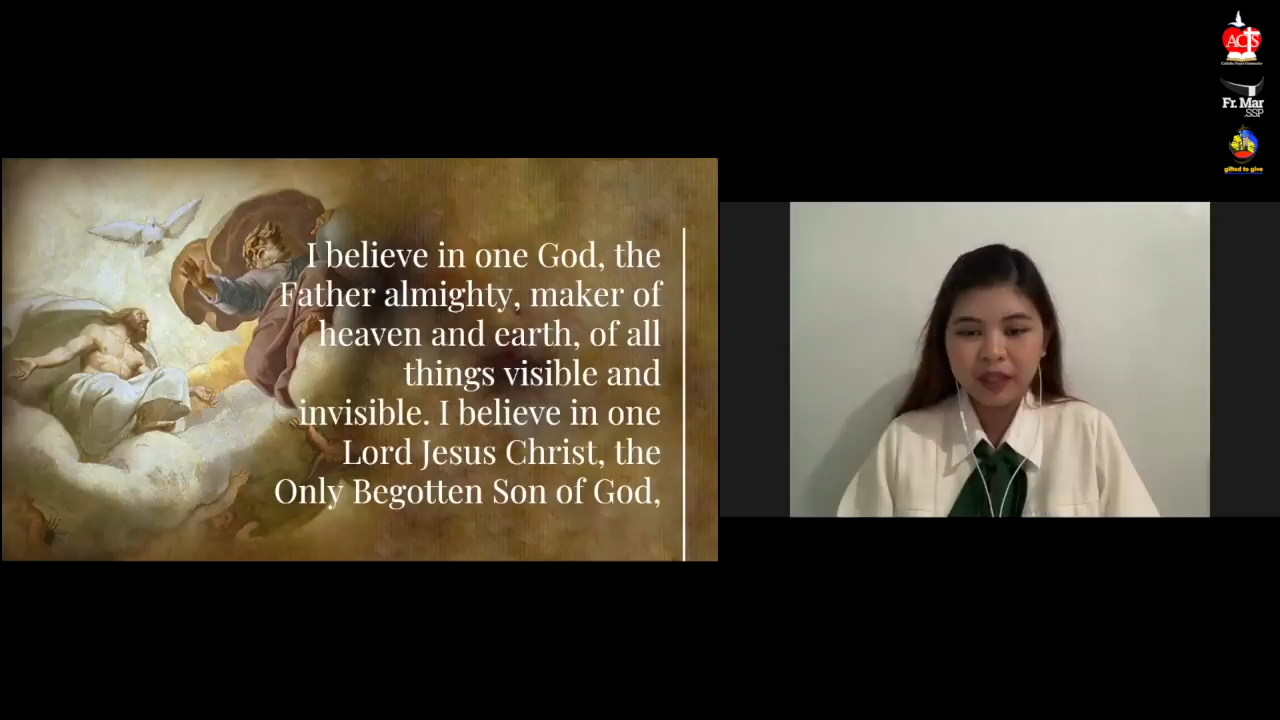 I believe in one God, the
Father almighty, maker of
heaven and earth, of all
things visible and
invisible. I believe in one
Lord Jesus Christ, the
Only Begotten Son of God,
ACTS
Fr. Mar
.SSP
gifted to give